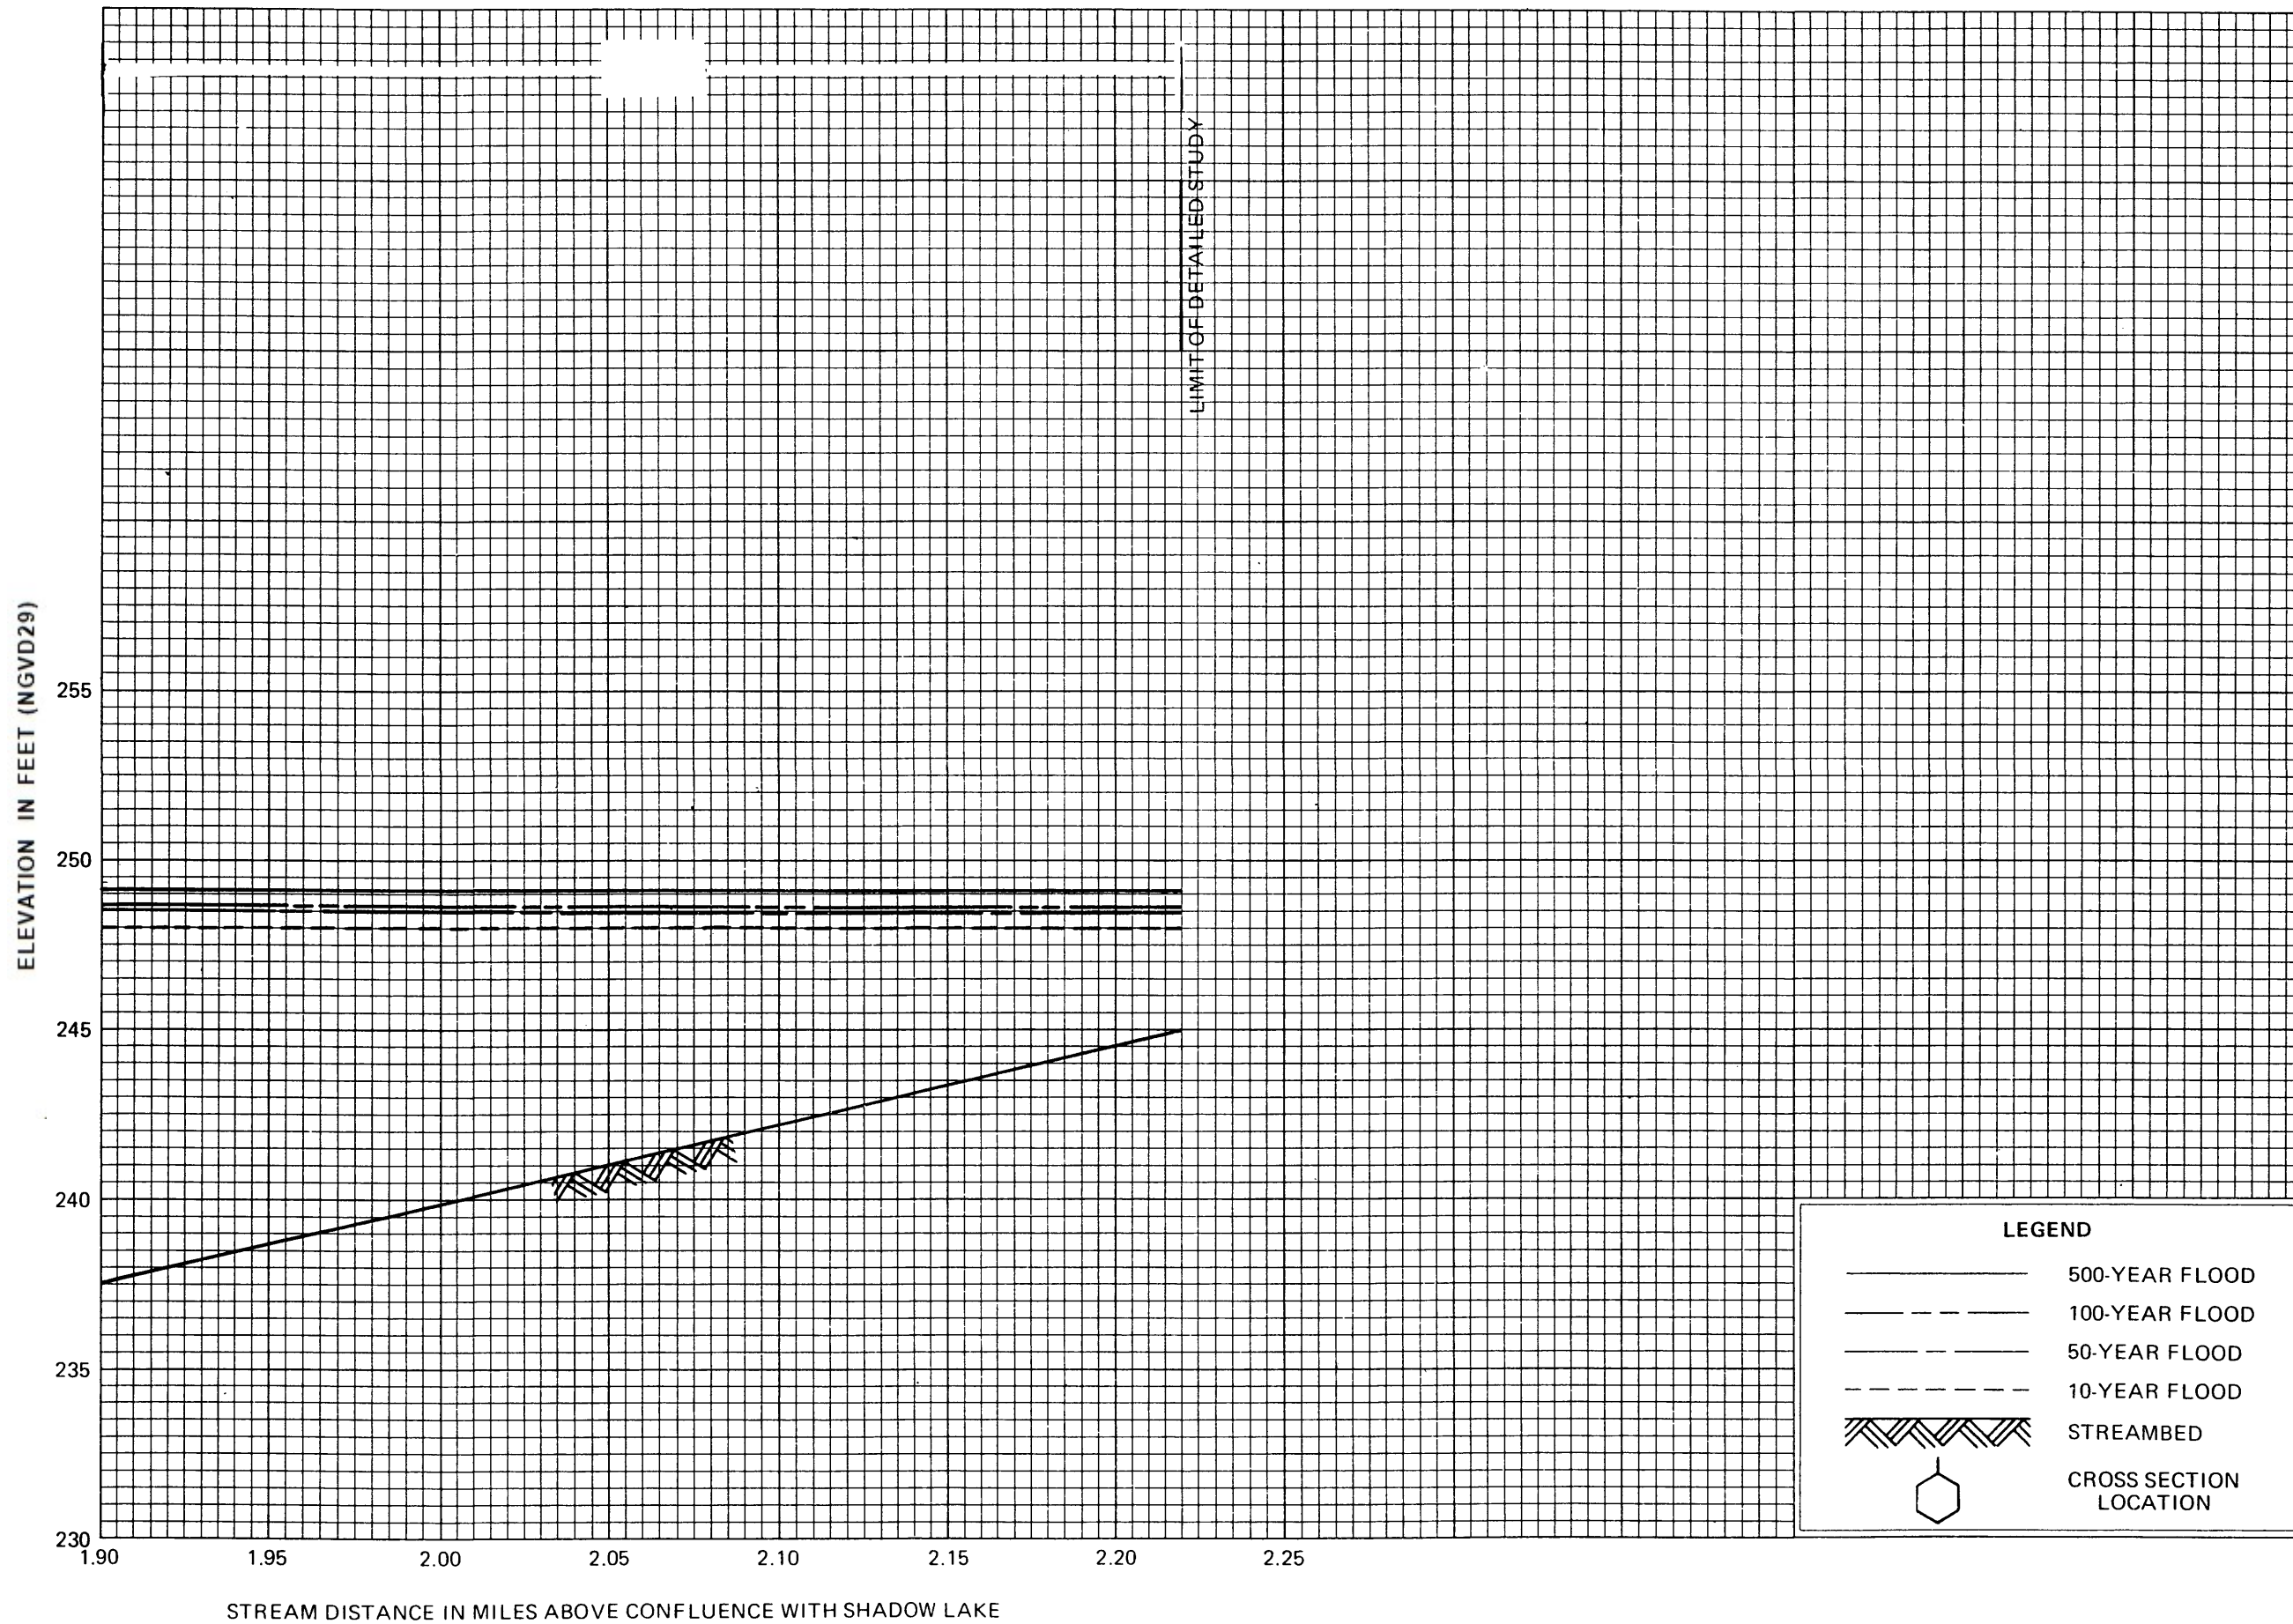 LIMIT OF DETAILED STUDY
ELEVATION IN FEET (NGVD29)
255
250
245
240
235
230
1.90
1.95
2.00
2.05
2.10
2.15
2.20
2.25
STREAM DISTANCE IN MILES ABOVE CONFLUENCE WITH SHADOW LAKE
LEGEND
500-YEAR FLOOD
100-YEAR FLOOD
50-YEAR FLOOD
10-YEAR FLOOD
STREAMBED
CROSS SECTION
LOCATION